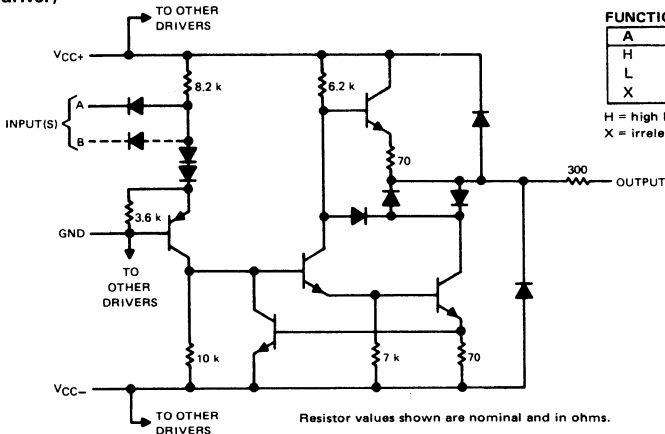 driver)
TO OTHER
DRIVERS
VCC+
8.2 k
6.2 k
INPUT(S)
A
B
70
300
OUTPUT
3.6 k
GND
TO
OTHER
DRIVERS
10 k
7 k
70
VCC–
TO OTHER
DRIVERS
Resistor values shown are nominal and in ohms.
FUNCTIO
A
H
L
X
H = high
X = irrele